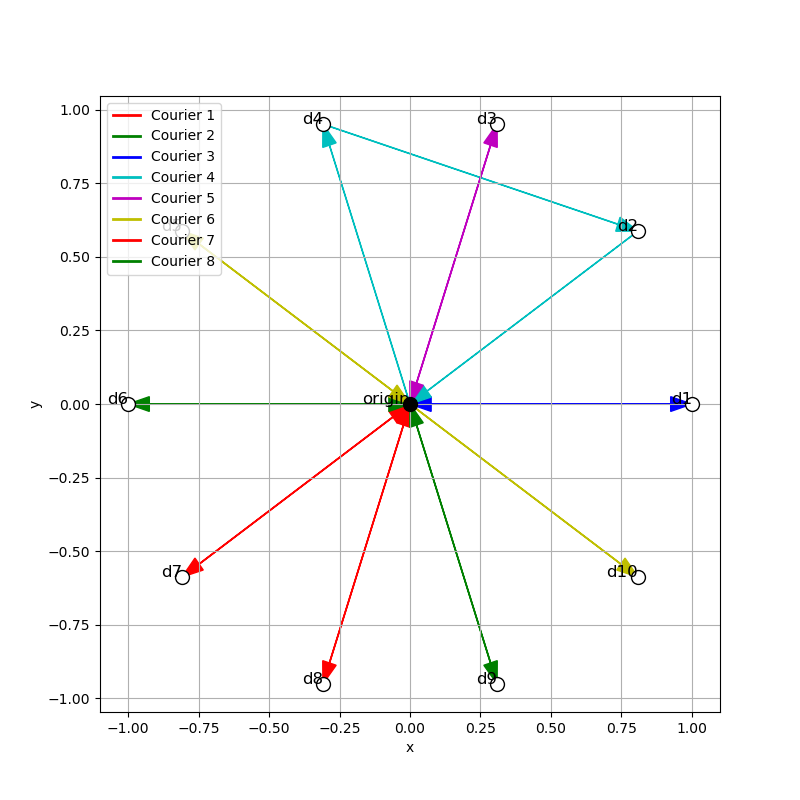 d4
d3
1.00
Courier 1
Courier 2
Courier 3
Courier 4
Courier 5
Courier 6
Courier 7
Courier 8
0.75
d5
d2
0.50
0.25
y
0.00
d6
origin
d1
−0.25
−0.50
d7
d10
−0.75
d8
d9
−1.00
−1.00
−0.75
−0.50
−0.25
0.00
0.25
0.50
0.75
1.00
x